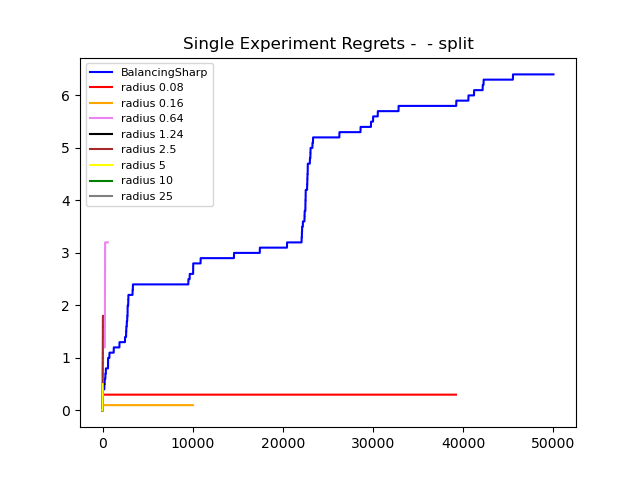 Single Experiment Regrets -  - split
BalancingSharp
radius 0.08
radius 0.16
radius 0.64
radius 1.24
radius 2.5
radius 5
radius 10
radius 25
6
5
4
3
2
1
0
0 10000 20000 30000 40000 50000